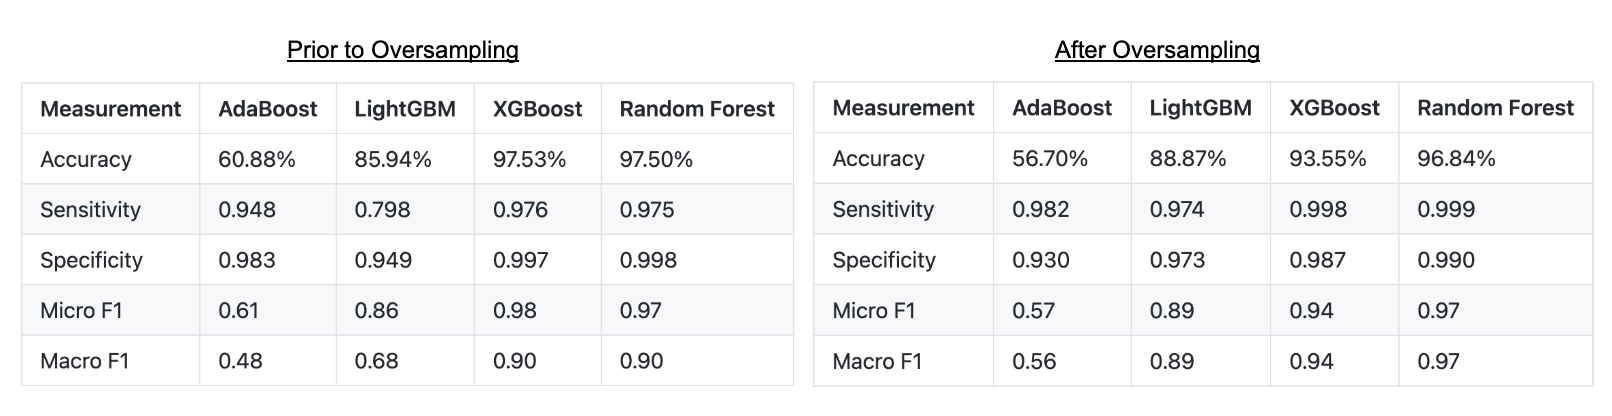 Prior to Oversampling
Measurement AdaBoost LightGBM XGBoost Random Forest
Accuracy 60.88% 85.94% 97.53% 97.50%
Sensitivity 0.948 0.798 0.976 0.975
Specificity 0.983 0.949 0.997 0.998
Micro F1 0.61 0.86 0.98 0.97
Macro F1 0.48 0.68 0.90 0.90
After Oversampling
Measurement AdaBoost LightGBM XGBoost Random Forest
Accuracy 56.70% 88.87% 93.55% 96.84%
Sensitivity 0.982 0.974 0.998 0.999
Specificity 0.930 0.973 0.987 0.990
Micro F1 0.57 0.89 0.94 0.97
Macro F1 0.56 0.89 0.94 0.97